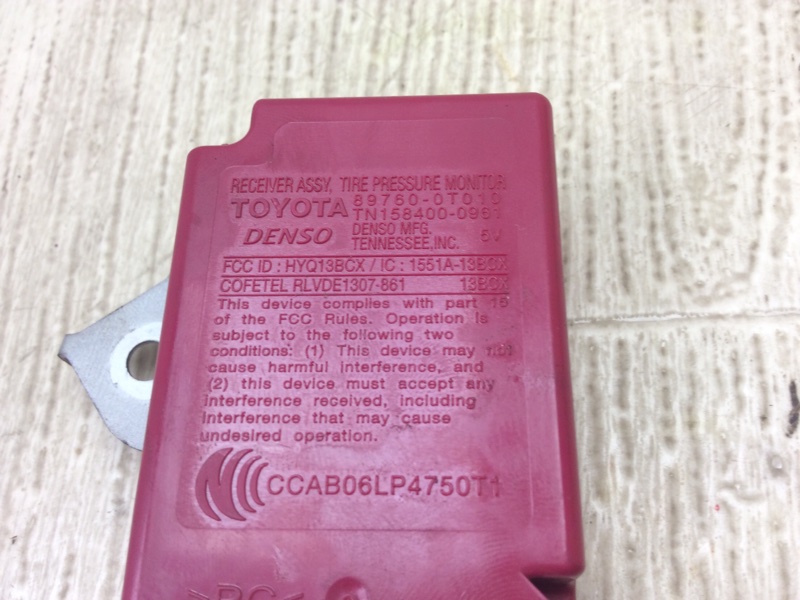 RECEIVER ASSY, TIRE PRESSURE MONITOR
TOYOTA 89760-0T010
TN158400-0961
DENSO DENSO MFG. 5V
TENNESSEE, INC.
FCC ID : HYQ13BCX / IC : 1551A-13BCX
COFETEL RLVDE1307-861 13BCX
This device complies with part 15
of the FCC Rules. Operation is
subject to the following two
conditions: (1) This device may not
cause harmful interference, and
(2) this device must accept any
interference received, including
interference that may cause
undesired operation.
CCAB06LP4750T1